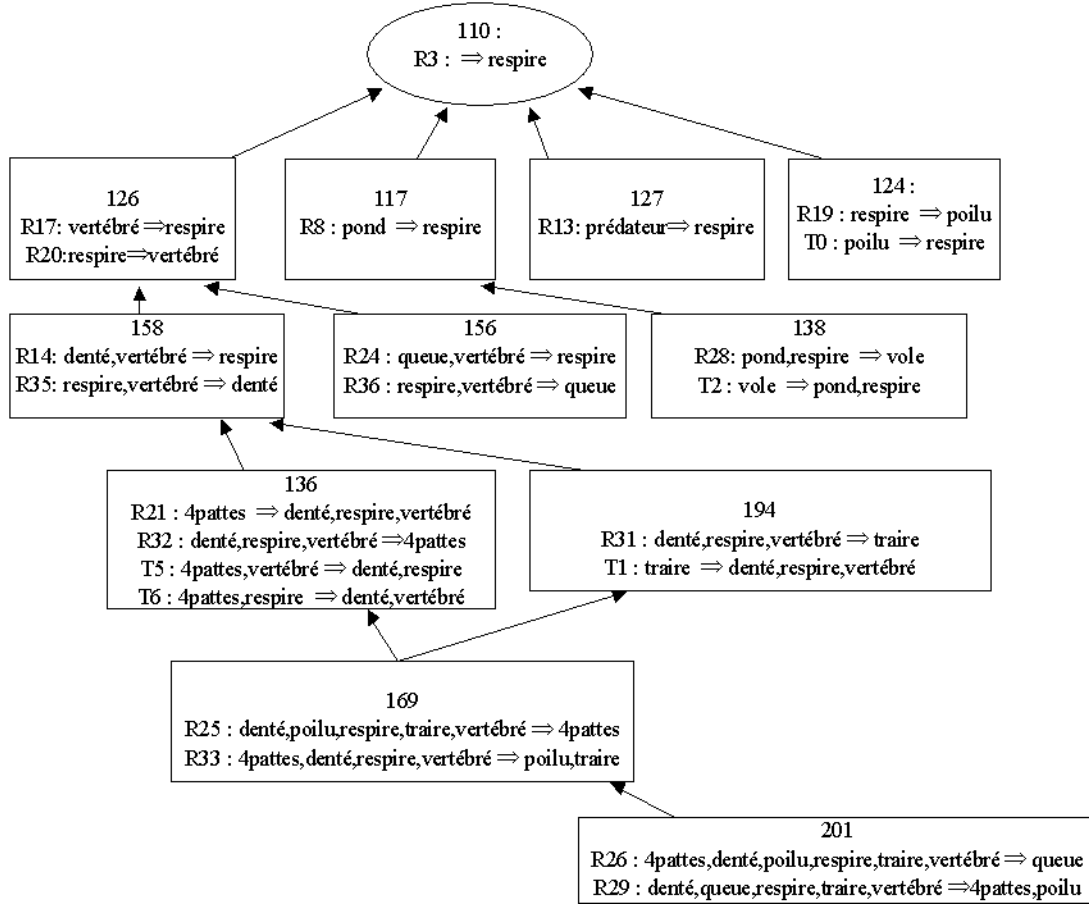 110 :
R3 : ⇒ respire
126
R17: vertébré ⇒respire
R20:respire⇒vertébré
117
R8 : pond ⇒ respire
127
R13: prédateur⇒ respire
124 :
R19 : respire ⇒ poilu
T0 : poilu ⇒ respire
158
R14: denté,vertébré ⇒ respire
R35: respire,vertébré ⇒ denté
156
R24 : queue,vertébré ⇒ respire
R36 : respire,vertébré ⇒ queue
138
R28: pond,respire ⇒ vole
T2 : vole ⇒ pond,respire
136
R21 : 4pattes ⇒ denté,respire,vertébré
R32 : denté,respire,vertébré⇒4pattes
T5 : 4pattes,vertébré ⇒ denté,respire
T6 : 4pattes,respire ⇒ denté,vertébré
194
R31 : denté,respire,vertébré ⇒ traire
T1 : traire ⇒ denté,respire,vertébré
169
R25 : denté,poilu,respire,traire,vertébré ⇒ 4pattes
R33 : 4pattes,denté,respire,vertébré ⇒ poilu,traire
201
R26 : 4pattes,denté,poilu,respire,traire,vertébré⇒ queue
R29 : denté,queue,respire,traire,vertébré ⇒4pattes,poilu